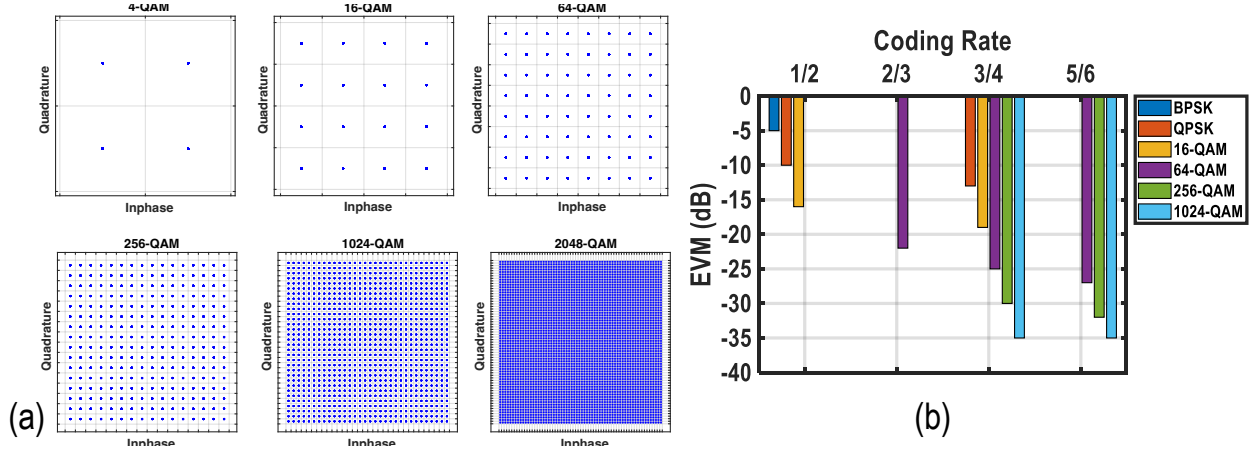 4-QAM
16-QAM
64-QAM
Quadrature
Quadrature
Quadrature
Inphase
Inphase
Inphase
256-QAM
1024-QAM
2048-QAM
Quadrature
Quadrature
Quadrature
Inphase
Inphase
Inphase
(a)
Coding Rate
1/2 2/3 3/4 5/6
EVM (dB)
0
-5
-10
-15
-20
-25
-30
-35
-40
BPSK
QPSK
16-QAM
64-QAM
256-QAM
1024-QAM
(b)